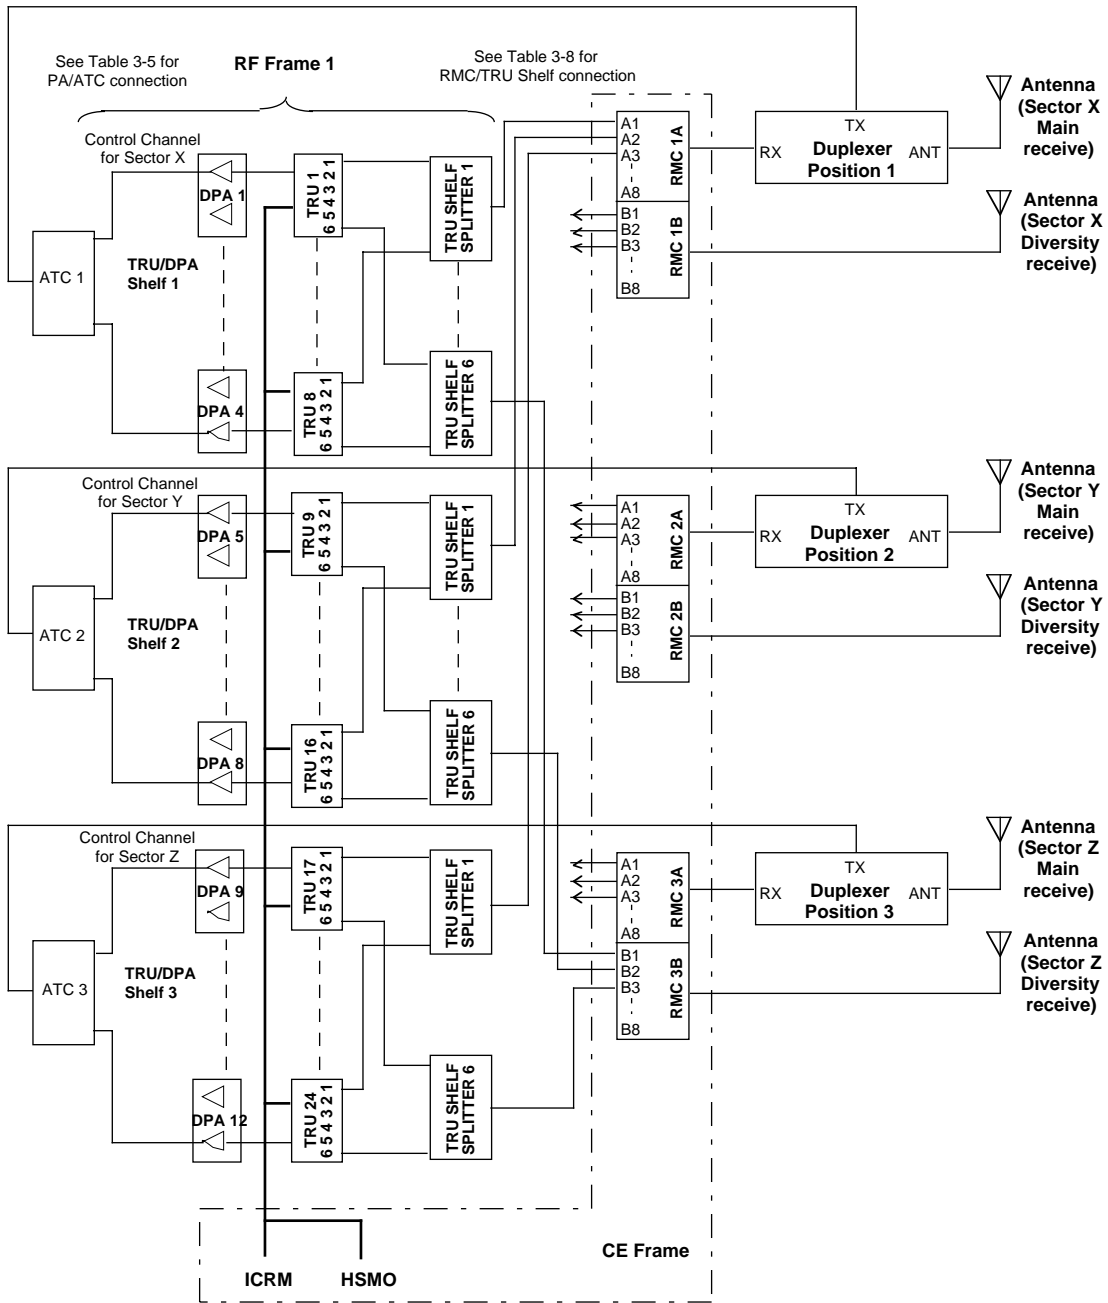 See Table 3-5 for
PA/ATC connection
RF Frame 1
See Table 3-8 for
RMC/TRU Shelf connection
Control Channel
for Sector X
DPA 1
TRU 1
6 5 4 3 2 1
TRU SHELF
SPLITTER 1
A1
A2
A3
A8
RMC 1A
B1
B2
B3
B8
RMC 1B
TX
RX
Duplexer
Position 1
ANT
Antenna
(Sector X
Main
receive)
Antenna
(Sector X
Diversity
receive)
ATC 1
TRU/DPA
Shelf 1
DPA 4
TRU 8
6 5 4 3 2 1
TRU SHELF
SPLITTER 6
Control Channel
for Sector Y
DPA 5
TRU 9
6 5 4 3 2 1
TRU SHELF
SPLITTER 1
A1
A2
A3
A8
RMC 2A
B1
B2
B3
B8
RMC 2B
TX
RX
Duplexer
Position 2
ANT
Antenna
(Sector Y
Main
receive)
Antenna
(Sector Y
Diversity
receive)
ATC 2
TRU/DPA
Shelf 2
DPA 8
TRU 16
6 5 4 3 2 1
TRU SHELF
SPLITTER 6
Control Channel
for Sector Z
DPA 9
TRU 17
6 5 4 3 2 1
TRU SHELF
SPLITTER 1
A1
A2
A3
A8
RMC 3A
B1
B2
B3
B8
RMC 3B
TX
RX
Duplexer
Position 3
ANT
Antenna
(Sector Z
Main
receive)
Antenna
(Sector Z
Diversity
receive)
ATC 3
TRU/DPA
Shelf 3
DPA 12
TRU 24
6 5 4 3 2 1
TRU SHELF
SPLITTER 6
CE Frame
ICRM
HSMO